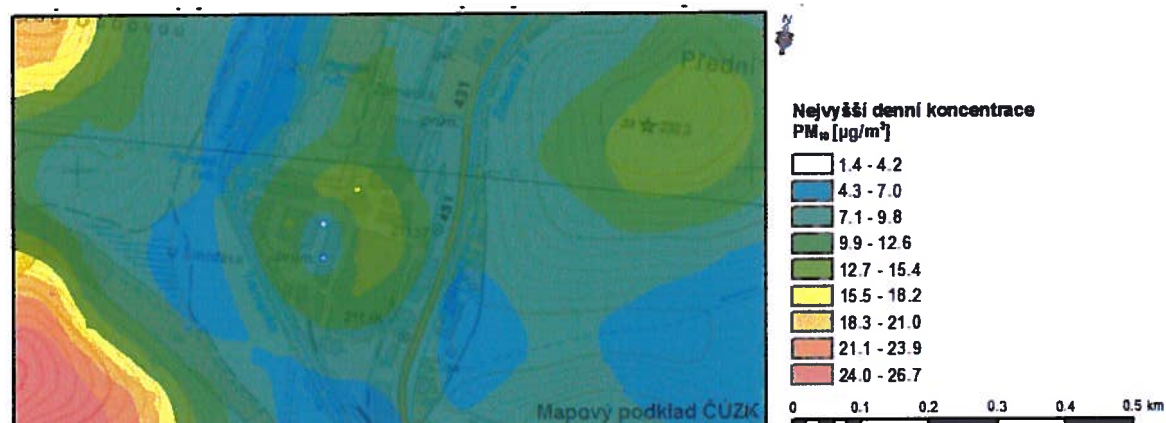 Přední
431
Nejvyšší denní koncentrace
PM₁₀ [µg/m³]
1.4 - 4.2
4.3 - 7.0
7.1 - 9.8
9.9 - 12.6
12.7 - 15.4
15.5 - 18.2
18.3 - 21.0
21.1 - 23.9
24.0 - 26.7
431
Mapový podklad ČÚZK
0 0.1 0.2 0.3 0.4 0.5 km